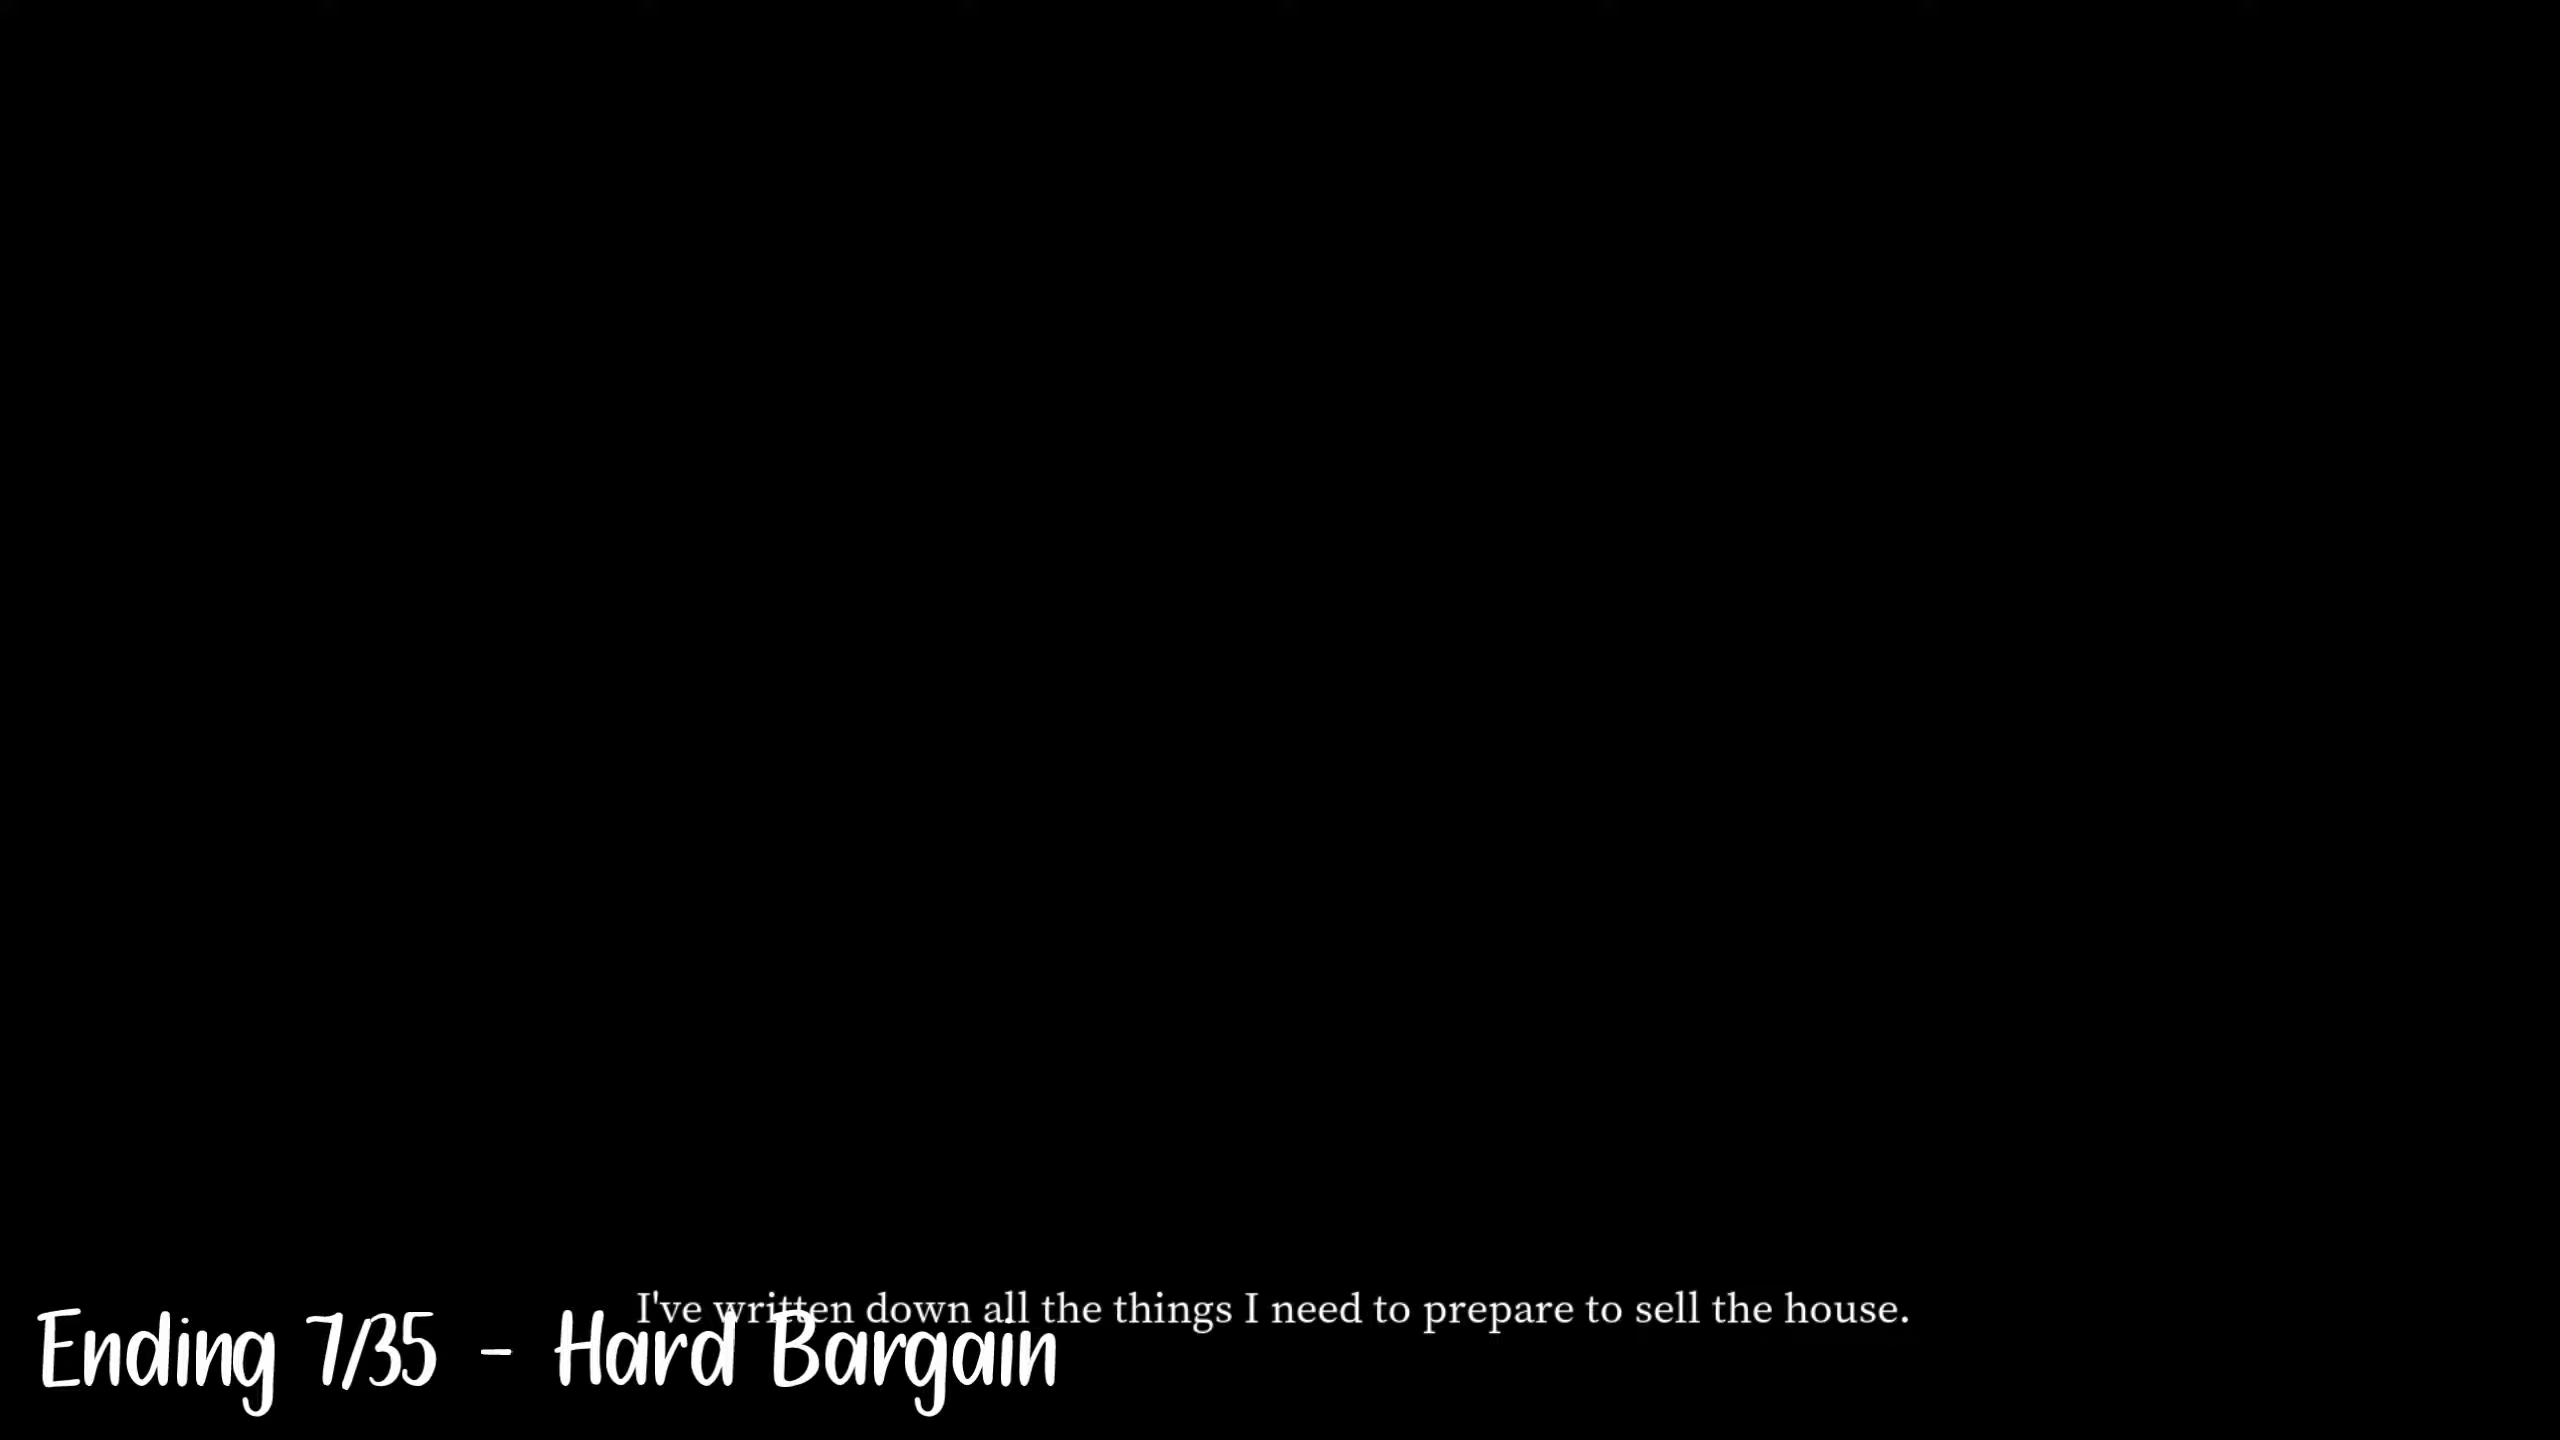 I've written down all the things I need to prepare to sell the house.
Ending 7/35 - Hard Bargain